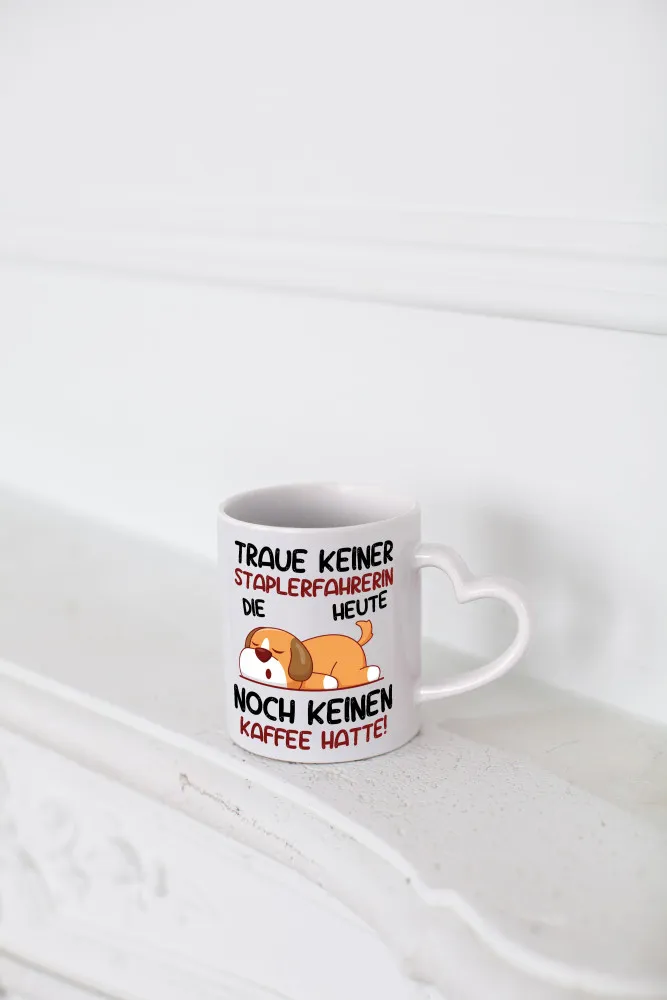 TRAUE KEINER
STAPLERFAHRERIN
DIE HEUTE
NOCH KEINEN
KAFFEE HATTE!